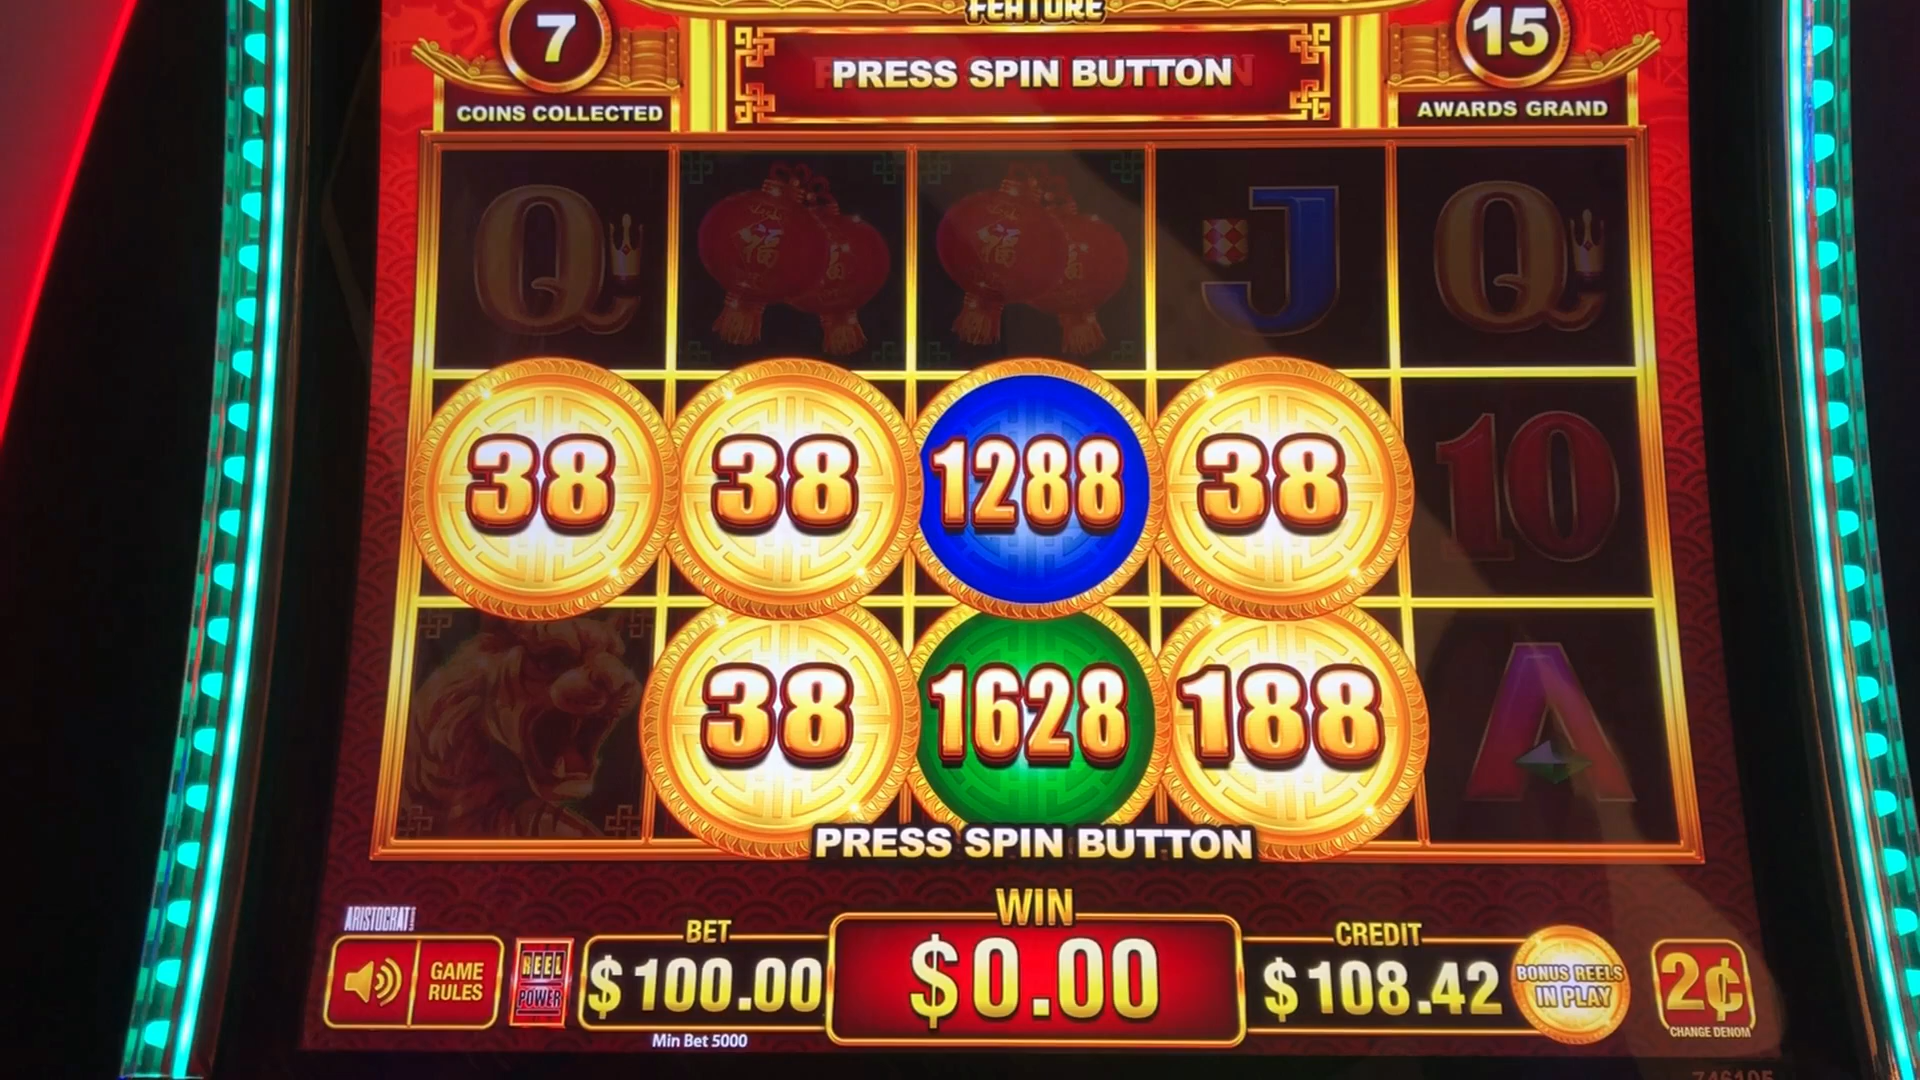 FEATURE
7
PRESS SPIN BUTTON
15
COINS COLLECTED
AWARDS GRAND
Q
福
福
J
Q
38
38
1288
38
10
38
1628
188
A
PRESS SPIN BUTTON
ARISTOCRAT
WIN
BET
CREDIT
GAME
RULES
REEL
POWER
$100.00
$0.00
$108.42
BONUS REELS
IN PLAY
2¢
CHANGE DENOM
Min Bet 5000